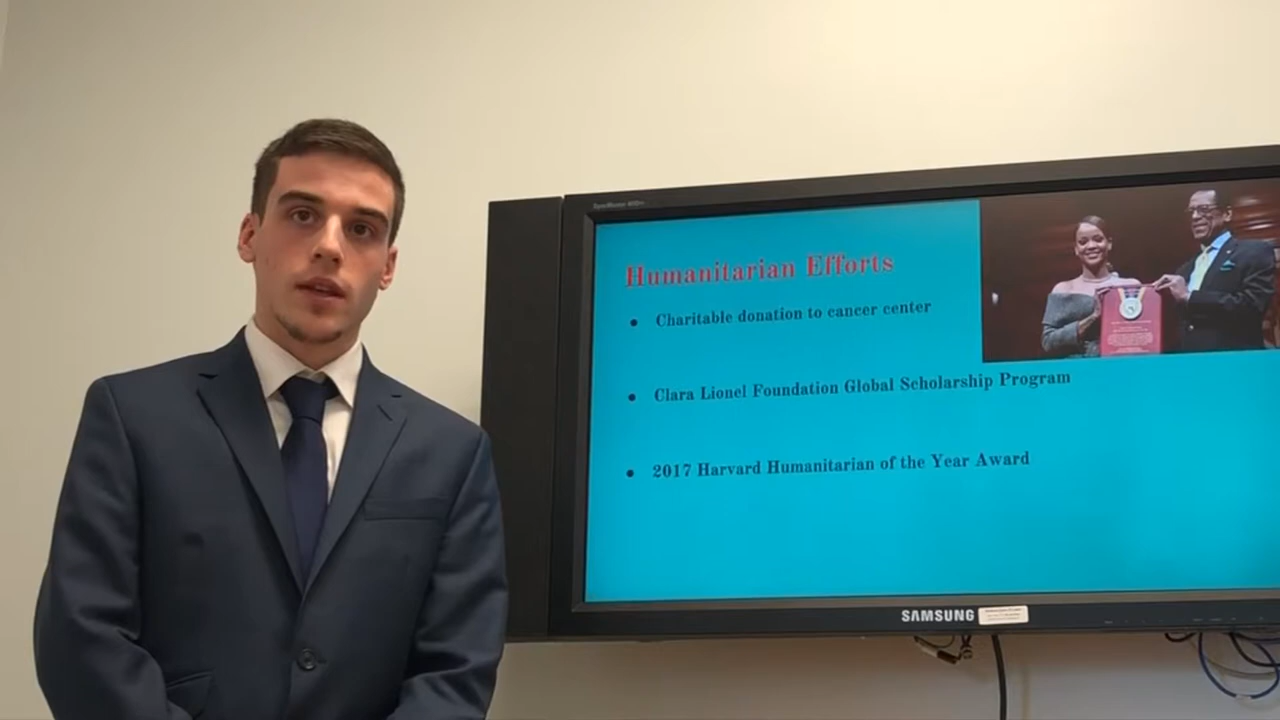 Humanitarian Efforts
Charitable donation to cancer center
Clara Lionel Foundation Global Scholarship Program
2017 Harvard Humanitarian of the Year Award
SAMSUNG